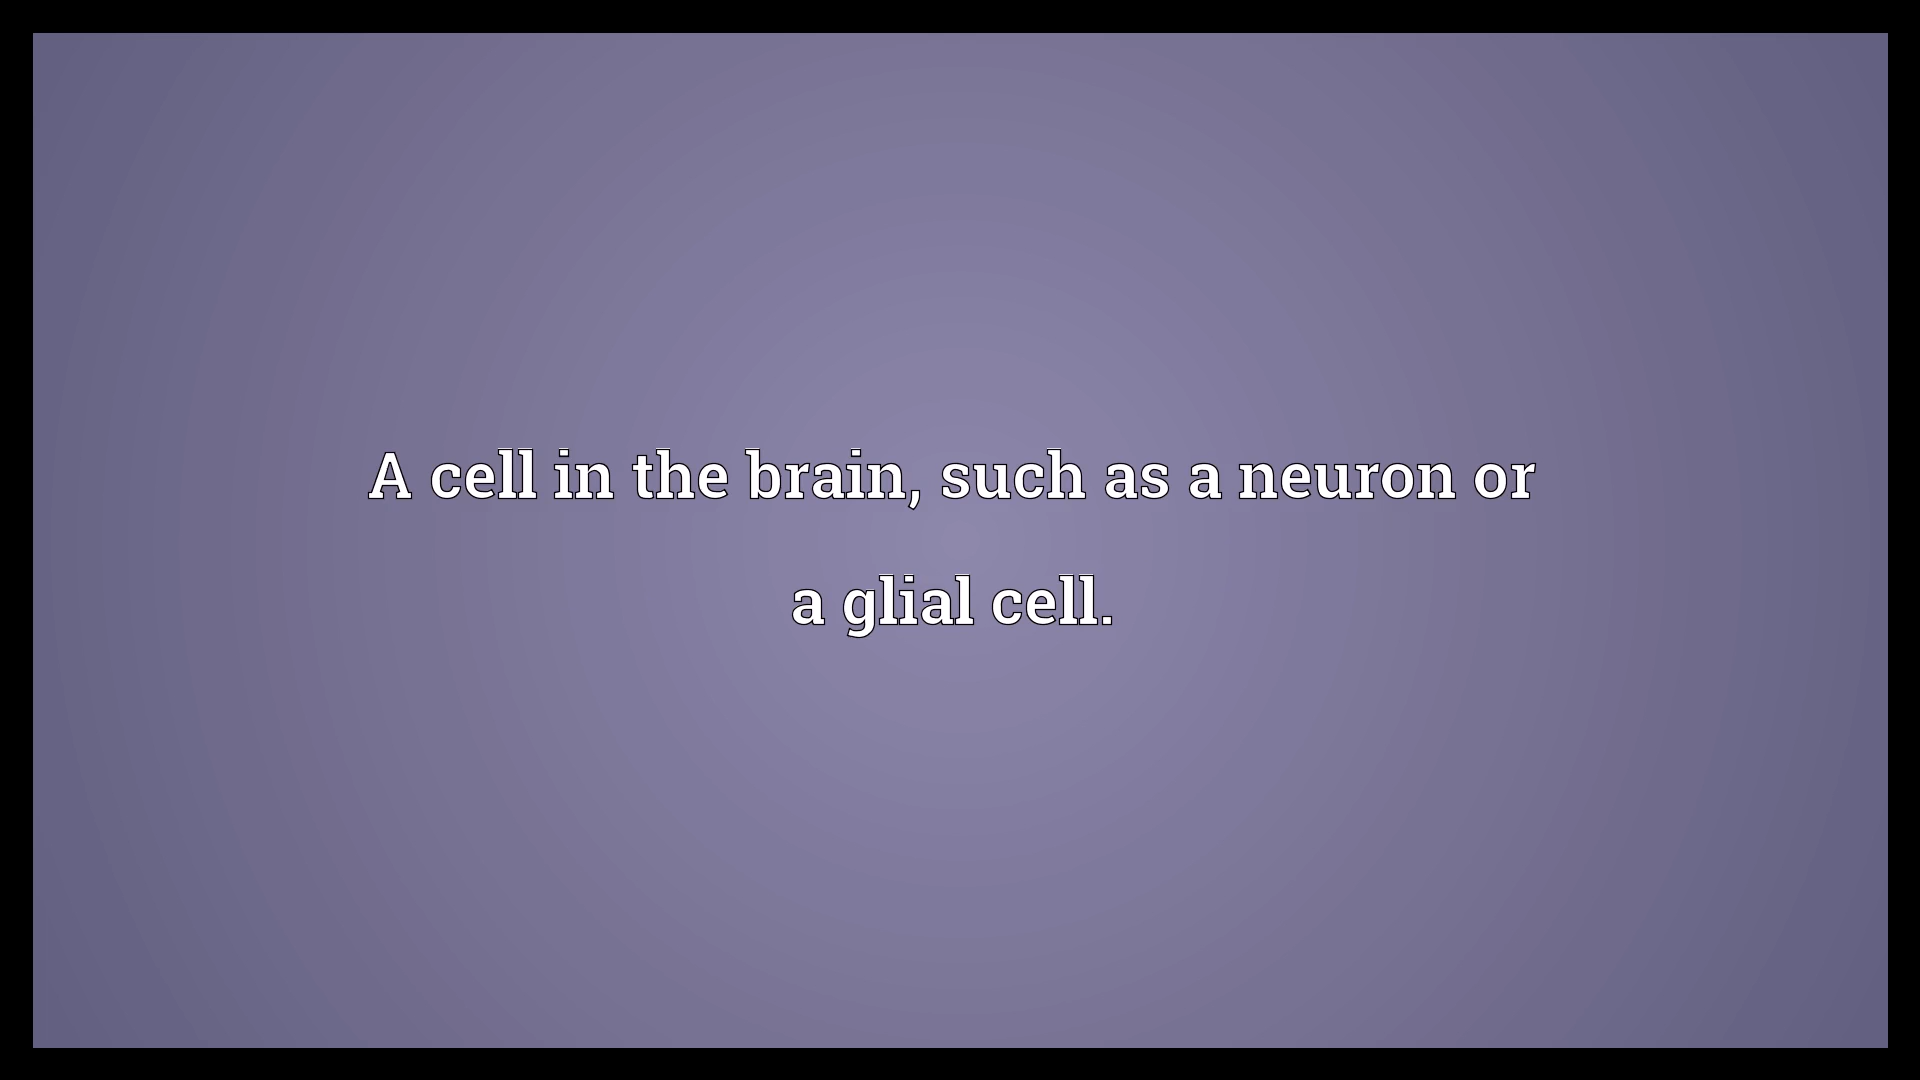 A cell in the brain, such as a neuron or
a glial cell.